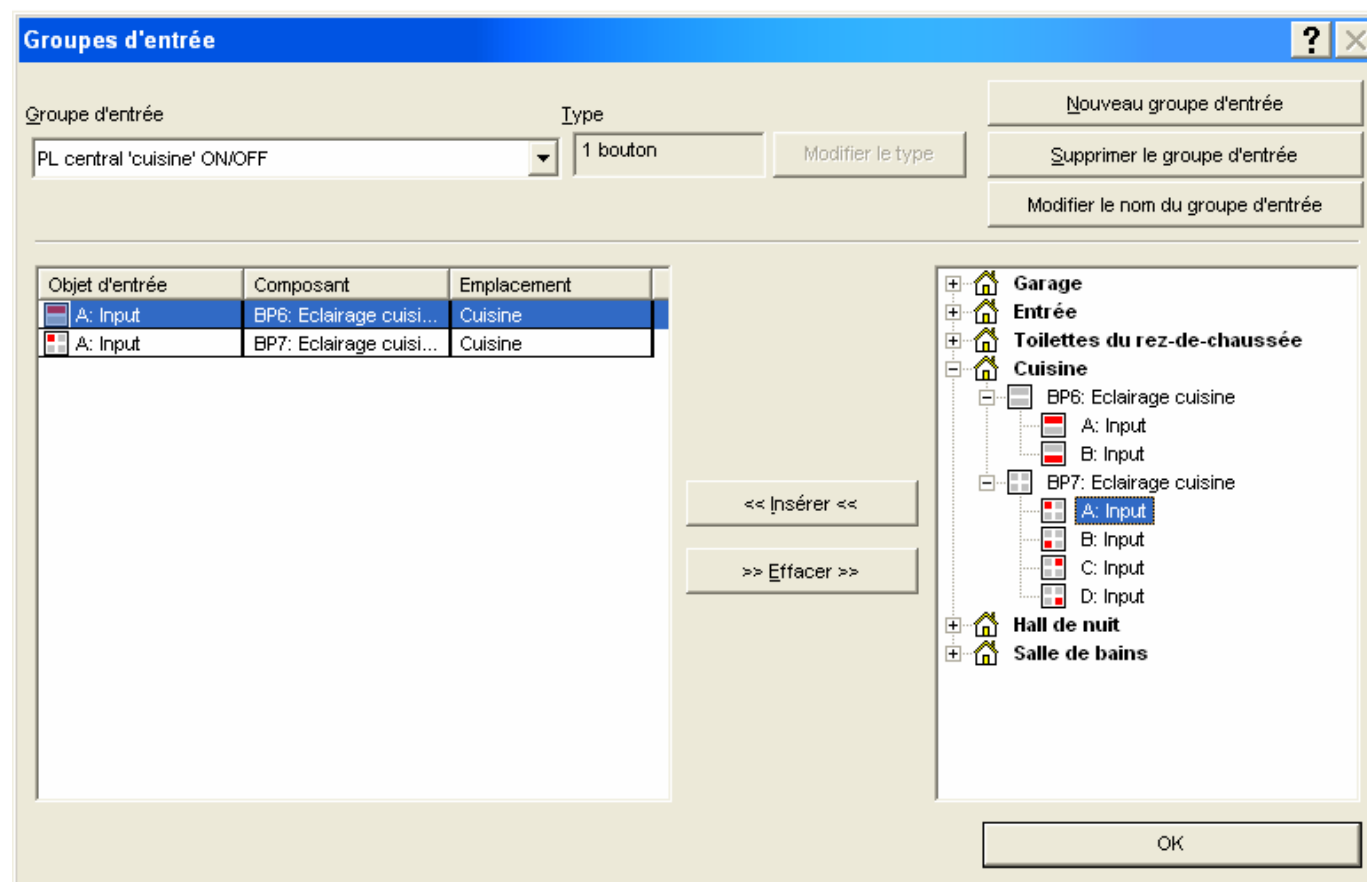 Groupes d'entrée
?
Groupe d'entrée
Type
Nouveau groupe d'entrée
PL central 'cuisine' ON/OFF
1 bouton
Modifier le type
Supprimer le groupe d'entrée
Modifier le nom du groupe d'entrée
Objet d'entrée Composant Emplacement
A: Input BP6: Eclairage cuisi... Cuisine
A: Input BP7: Eclairage cuisi... Cuisine
<< Insérer <<
>> Effacer >>
Garage
Entrée
Toilettes du rez-de-chaussée
Cuisine
BP6: Eclairage cuisine
A: Input
B: Input
BP7: Eclairage cuisine
A: Input
B: Input
C: Input
D: Input
Hall de nuit
Salle de bains
OK